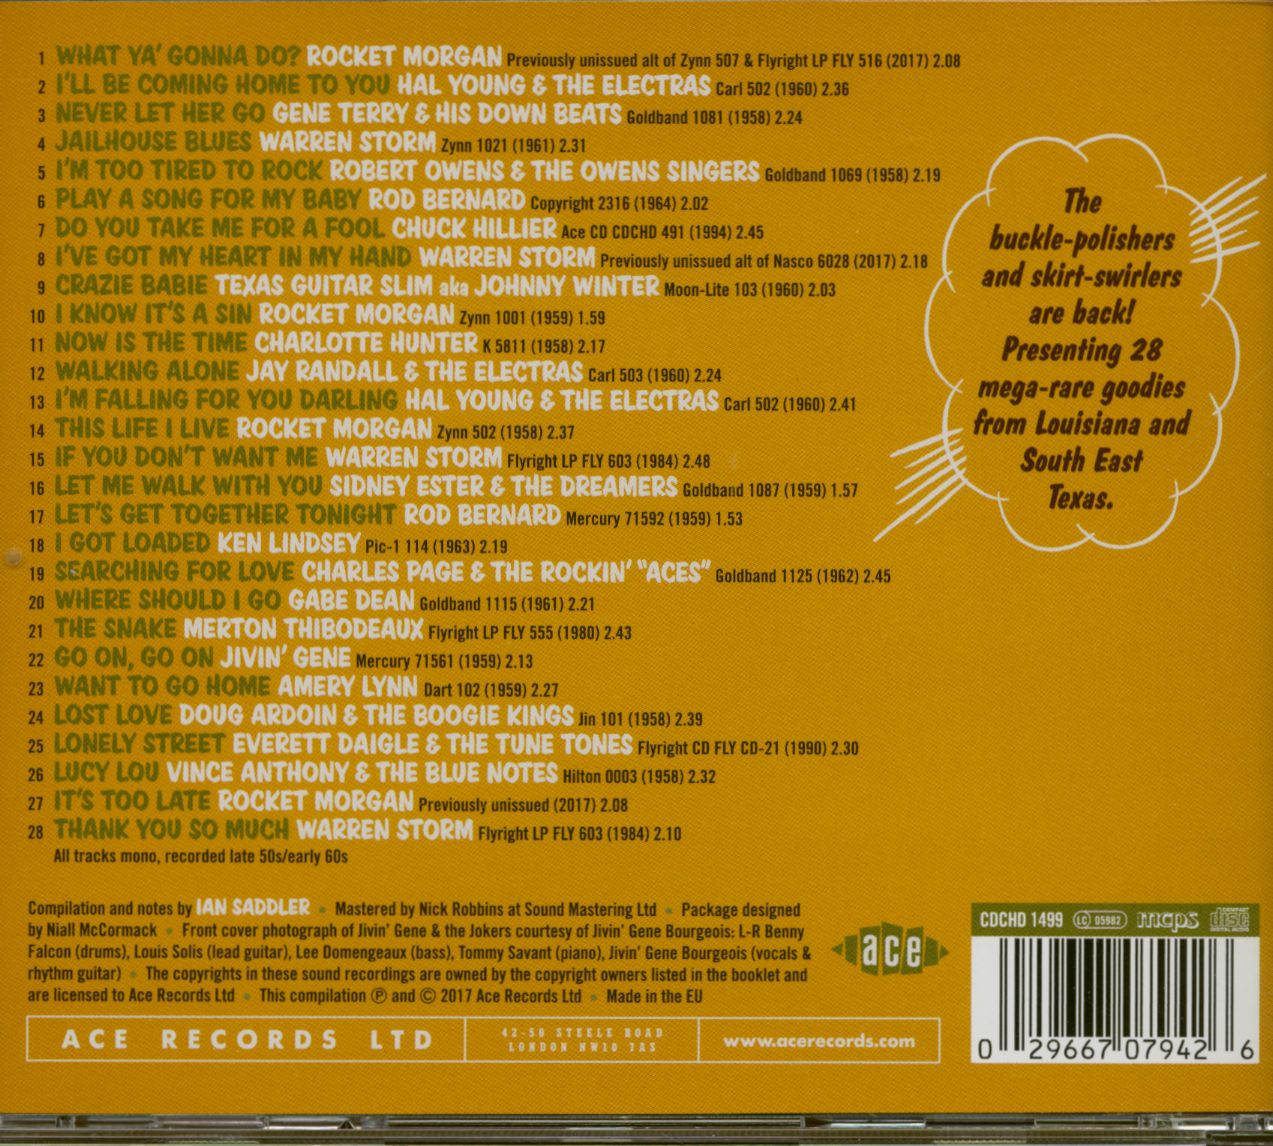 1 WHAT YA' GONNA DO? ROCKET MORGAN Previously unissued alt of Zynn 507 & Flyright LP FLY 516 (2017) 2.08
2 I'LL BE COMING HOME TO YOU HAL YOUNG & THE ELECTRAS Carl 502 (1960) 2.36
3 NEVER LET HER GO GENE TERRY & HIS DOWN BEATS Goldband 1081 (1958) 2.24
4 JAILHOUSE BLUES WARREN STORM Zynn 1021 (1961) 2.31
5 I'M TOO TIRED TO ROCK ROBERT OWENS & THE OWENS SINGERS Goldband 1069 (1958) 2.19
6 PLAY A SONG FOR MY BABY ROD BERNARD Copyright 2316 (1964) 2.02
7 DO YOU TAKE ME FOR A FOOL CHUCK HILLIER Ace CD CDCHD 491 (1994) 2.45
8 I'VE GOT MY HEART IN MY HAND WARREN STORM Previously unissued alt of Nasco 6028 (2017) 2.18
9 CRAZIE BABIE TEXAS GUITAR SLIM aka JOHNNY WINTER Moon-Lite 103 (1960) 2.03
10 I KNOW IT'S A SIN ROCKET MORGAN Zynn 1001 (1959) 1.59
11 NOW IS THE TIME CHARLOTTE HUNTER K 5811 (1958) 2.17
12 WALKING ALONE JAY RANDALL & THE ELECTRAS Carl 503 (1960) 2.24
13 I'M FALLING FOR YOU DARLING HAL YOUNG & THE ELECTRAS Carl 502 (1960) 2.41
14 THIS LIFE I LIVE ROCKET MORGAN Zynn 502 (1958) 2.37
15 IF YOU DON'T WANT ME WARREN STORM Flyright LP FLY 603 (1984) 2.48
16 LET ME WALK WITH YOU SIDNEY ESTER & THE DREAMERS Goldband 1087 (1959) 1.57
17 LET'S GET TOGETHER TONIGHT ROD BERNARD Mercury 71592 (1959) 1.53
18 I GOT LOADED KEN LINDSEY Pic-1 114 (1963) 2.19
19 SEARCHING FOR LOVE CHARLES PAGE & THE ROCKIN' "ACES" Goldband 1125 (1962) 2.45
20 WHERE SHOULD I GO GABE DEAN Goldband 1115 (1961) 2.21
21 THE SNAKE MERTON THIBODEAUX Flyright LP FLY 555 (1980) 2.43
22 GO ON, GO ON JIVIN' GENE Mercury 71561 (1959) 2.13
23 WANT TO GO HOME AMERY LYNN Dart 102 (1959) 2.27
24 LOST LOVE DOUG ARDOIN & THE BOOGIE KINGS Jin 101 (1958) 2.39
25 LONELY STREET EVERETT DAIGLE & THE TUNE TONES Flyright CD FLY CD-21 (1990) 2.30
26 LUCY LOU VINCE ANTHONY & THE BLUE NOTES Hilton 0003 (1958) 2.32
27 IT'S TOO LATE ROCKET MORGAN Previously unissued (2017) 2.08
28 THANK YOU SO MUCH WARREN STORM Flyright LP FLY 603 (1984) 2.10
All tracks mono, recorded late 50s/early 60s
The
buckle-polishers
and skirt-swirlers
are back!
Presenting 28
mega-rare goodies
from Louisiana and
South East
Texas.
Compilation and notes by IAN SADDLER • Mastered by Nick Robbins at Sound Mastering Ltd • Package designed
by Niall McCormack • Front cover photograph of Jivin' Gene & the Jokers courtesy of Jivin' Gene Bourgeois: L-R Benny
Falcon (drums), Louis Solis (lead guitar), Lee Domengeaux (bass), Tommy Savant (piano), Jivin' Gene Bourgeois (vocals &
rhythm guitar) • The copyrights in these sound recordings are owned by the copyright owners listed in the booklet and
are licensed to Ace Records Ltd • This compilation ℗ and © 2017 Ace Records Ltd • Made in the EU
ace
ACE RECORDS LTD
42-50 STEELE ROAD
LONDON NW10 7AS
www.acerecords.com
CDCHD 1499 LC 05982 mcps COMPACT disc DIGITAL AUDIO
0 29667 07942 6